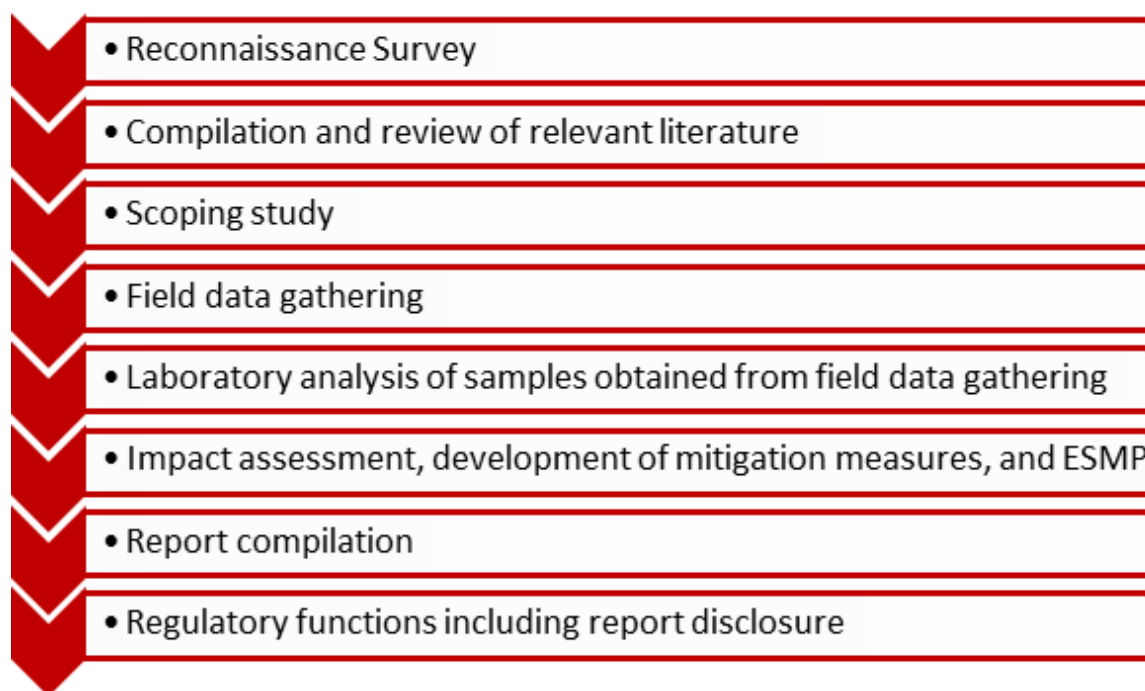 • Reconnaissance Survey
• Compilation and review of relevant literature
• Scoping study
• Field data gathering
• Laboratory analysis of samples obtained from field data gathering
• Impact assessment, development of mitigation measures, and ESMP
• Report compilation
• Regulatory functions including report disclosure